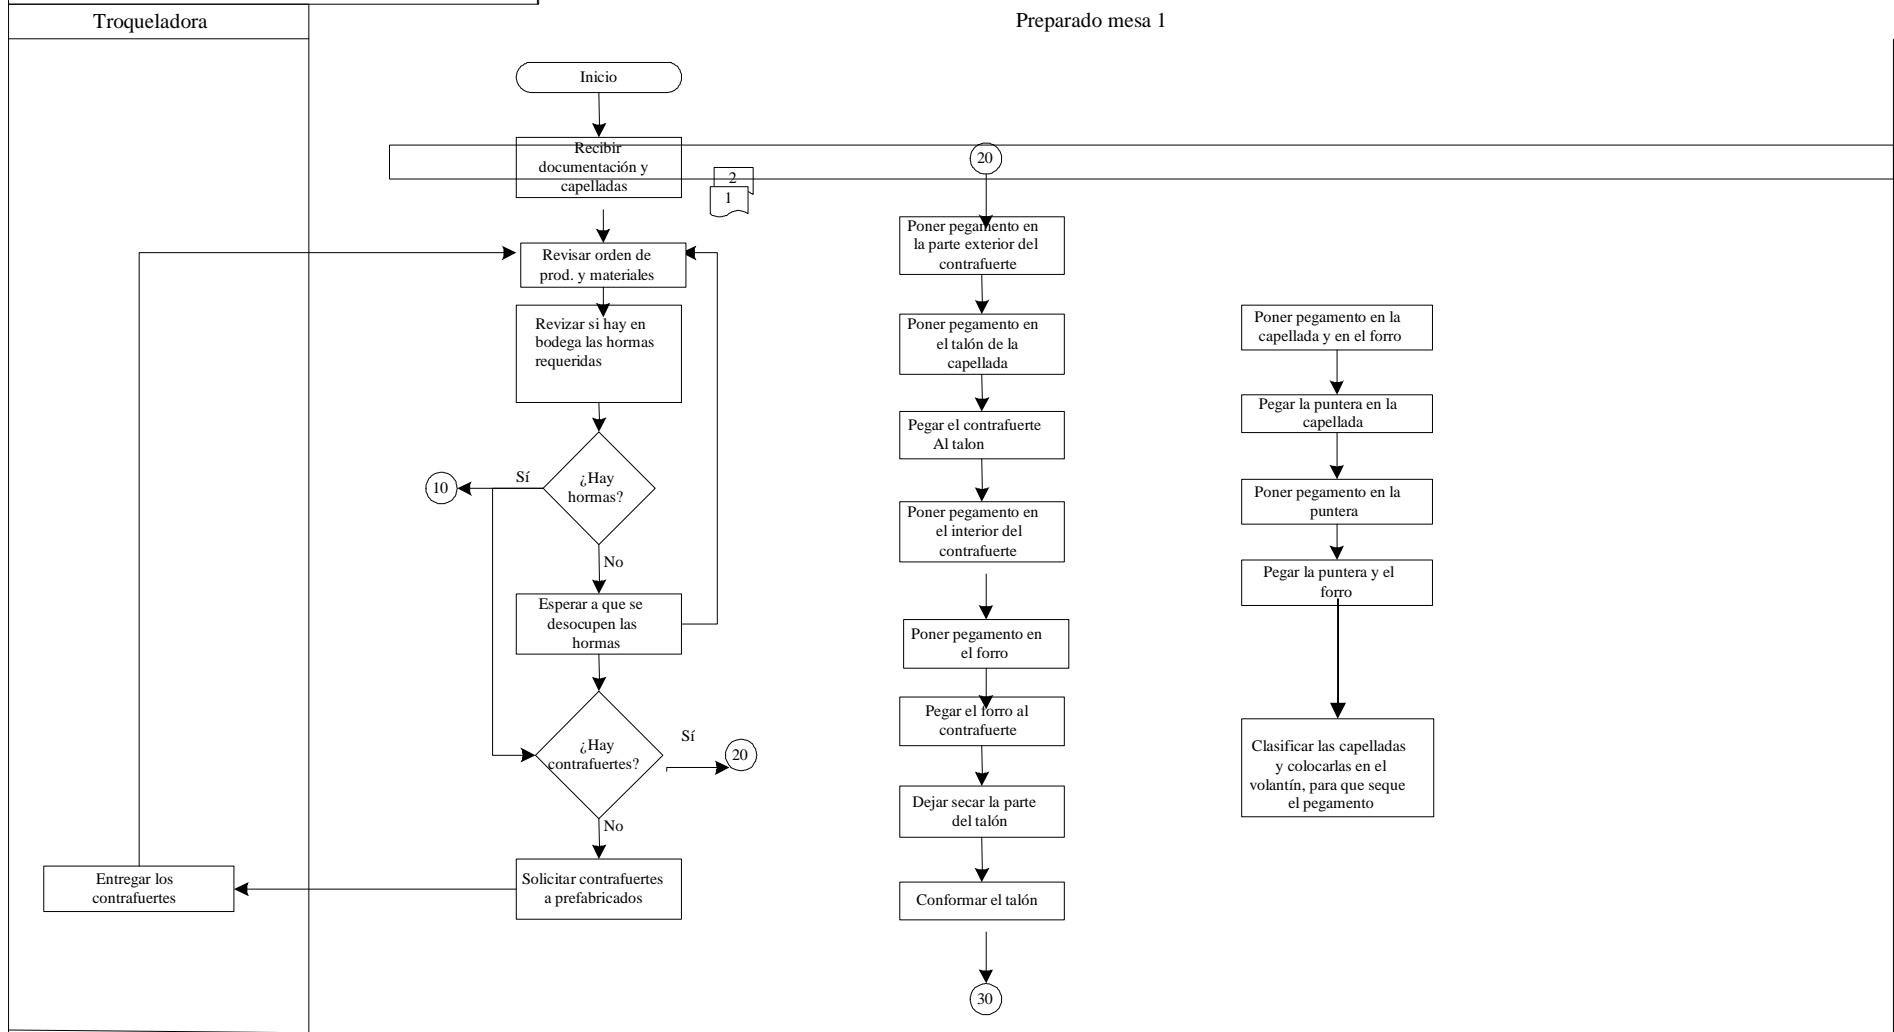 Troqueladora
Preparado mesa 1
Inicio
Recibir
documentación y
capelladas
2
1
Revisar orden de
prod. y materiales
Revizar si hay en
bodega las hormas
requeridas
¿Hay
hormas?
Sí
10
No
Esperar a que se
desocupen las
hormas
¿Hay
contrafuertes?
Sí
20
No
Solicitar contrafuertes
a prefabricados
Entregar los
contrafuertes
20
Poner pegamento en
la parte exterior del
contrafuerte
Poner pegamento en
el talón de la
capellada
Pegar el contrafuerte
Al talon
Poner pegamento en
el interior del
contrafuerte
Poner pegamento en
el forro
Pegar el forro al
contrafuerte
Dejar secar la parte
del talón
Conformar el talón
30
Poner pegamento en la
capellada y en el forro
Pegar la puntera en la
capellada
Poner pegamento en la
puntera
Pegar la puntera y el
forro
Clasificar las capelladas
y colocarlas en el
volantín, para que seque
el pegamento